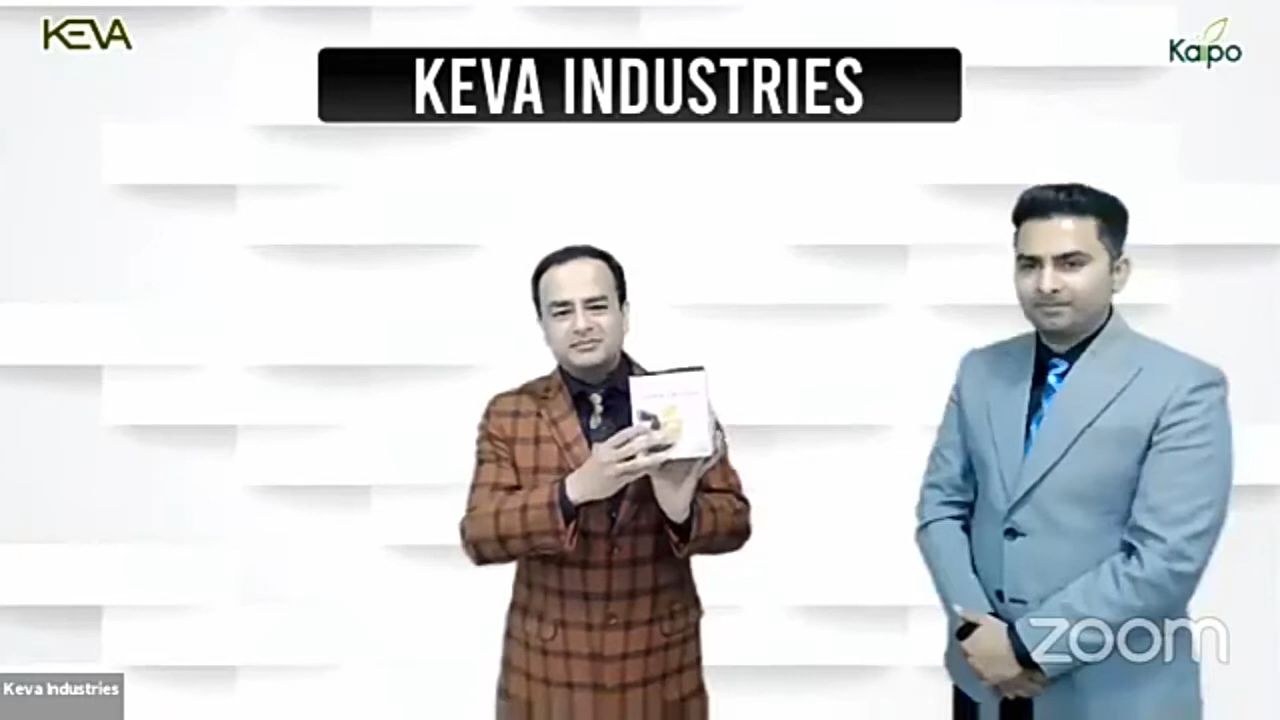 KEVA
KEVA INDUSTRIES
Kaipo
zoom
Keva Industries